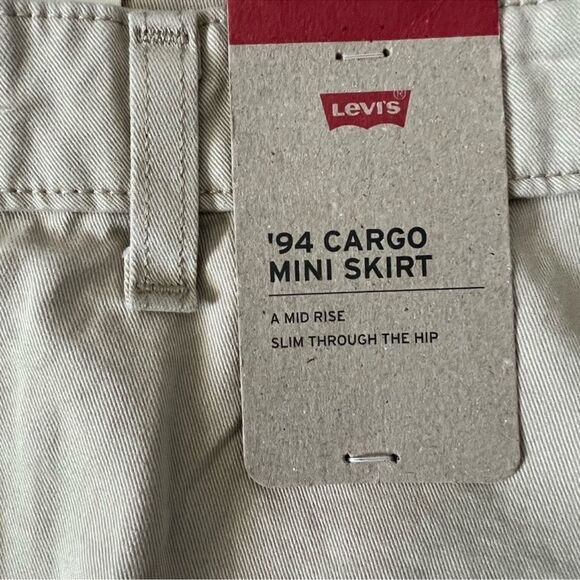 Levi's®
'94 CARGO
MINI SKIRT
A MID RISE
SLIM THROUGH THE HIP